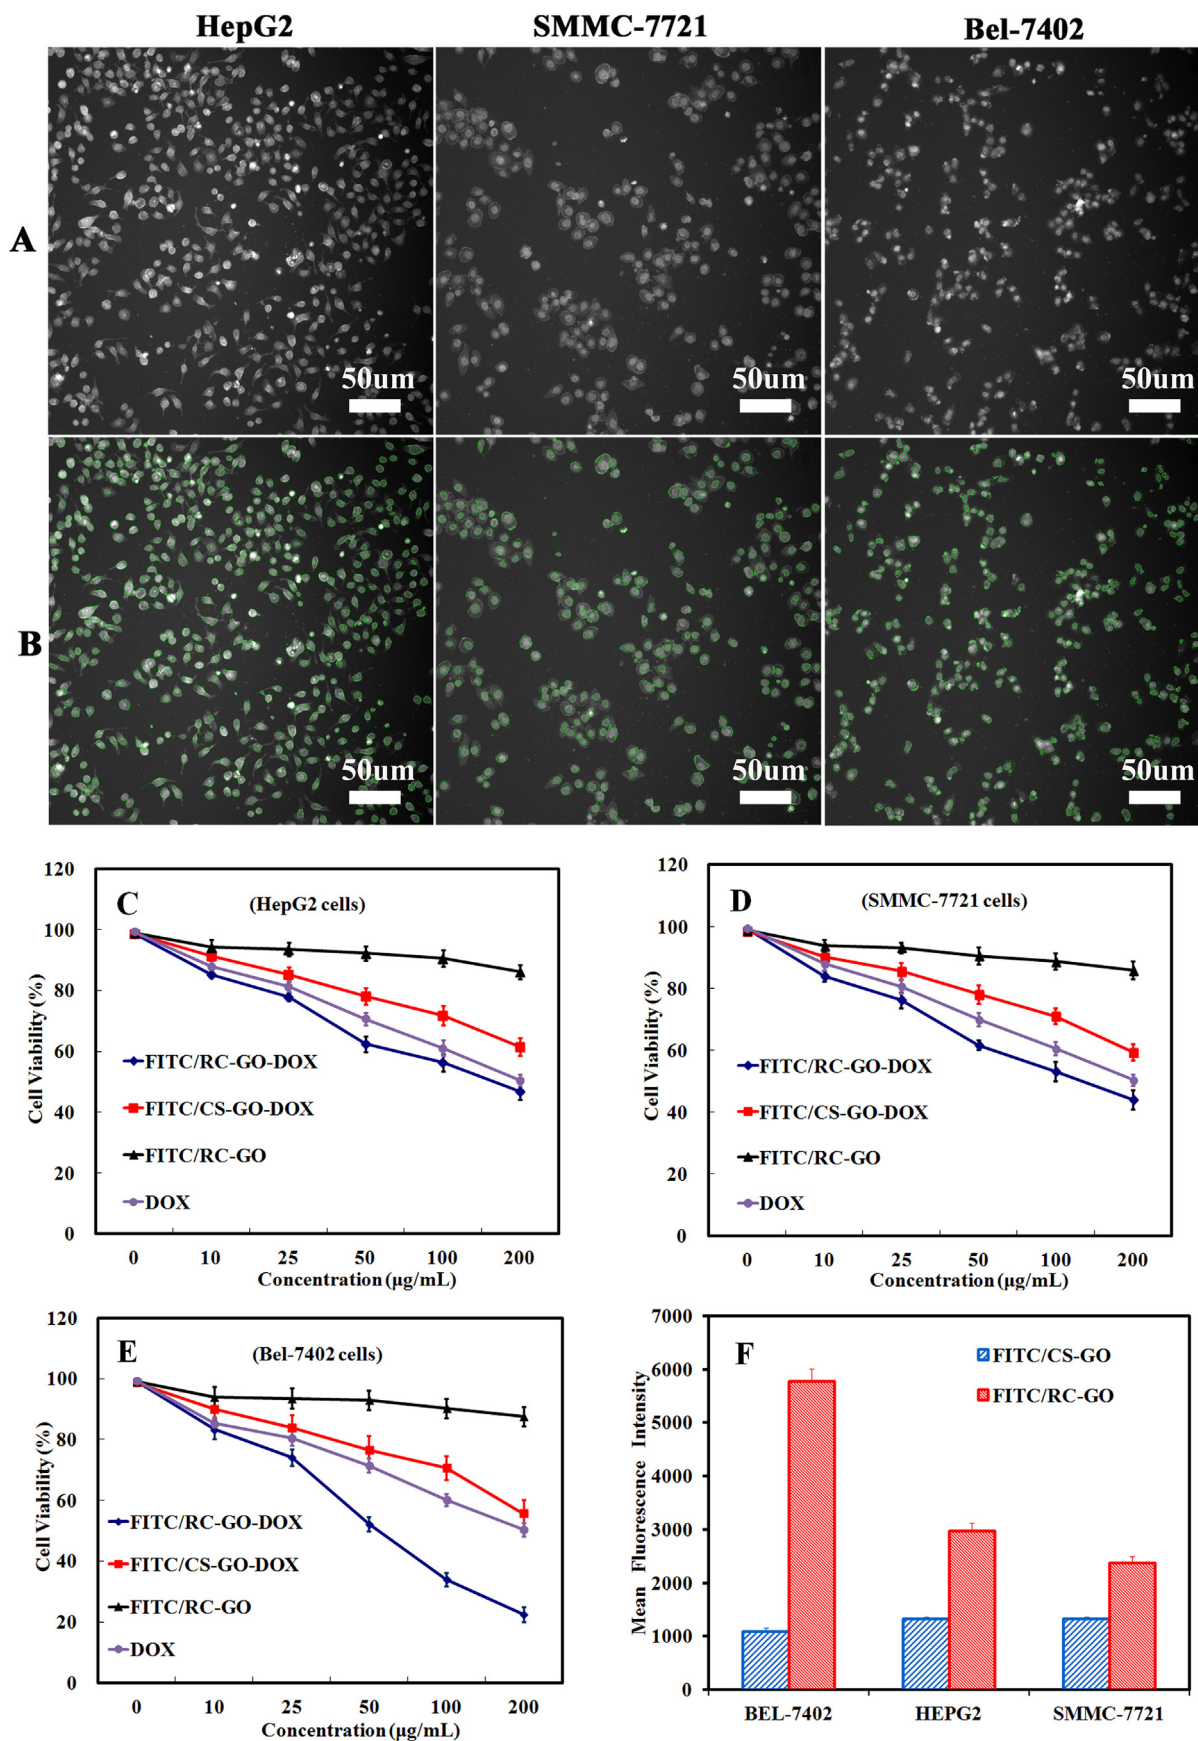 HepG2 SMMC-7721 Bel-7402
A
50um 50um 50um
B
50um 50um 50um
C
(HepG2 cells)
Cell Viability (%)
120
100
80
60
40
20
0
FITC/RC-GO-DOX
FITC/CS-GO-DOX
FITC/RC-GO
DOX
0 10 25 50 100 200
Concentration (μg/mL)
D
(SMMC-7721 cells)
Cell Viability (%)
120
100
80
60
40
20
0
FITC/RC-GO-DOX
FITC/CS-GO-DOX
FITC/RC-GO
DOX
0 10 25 50 100 200
Concentration (μg/mL)
E
(Bel-7402 cells)
Cell Viability (%)
120
100
80
60
40
20
0
FITC/RC-GO-DOX
FITC/CS-GO-DOX
FITC/RC-GO
DOX
0 10 25 50 100 200
Concentration (μg/mL)
F
Mean Fluorescence Intensity
7000
6000
5000
4000
3000
2000
1000
0
FITC/CS-GO
FITC/RC-GO
BEL-7402 HEPG2 SMMC-7721